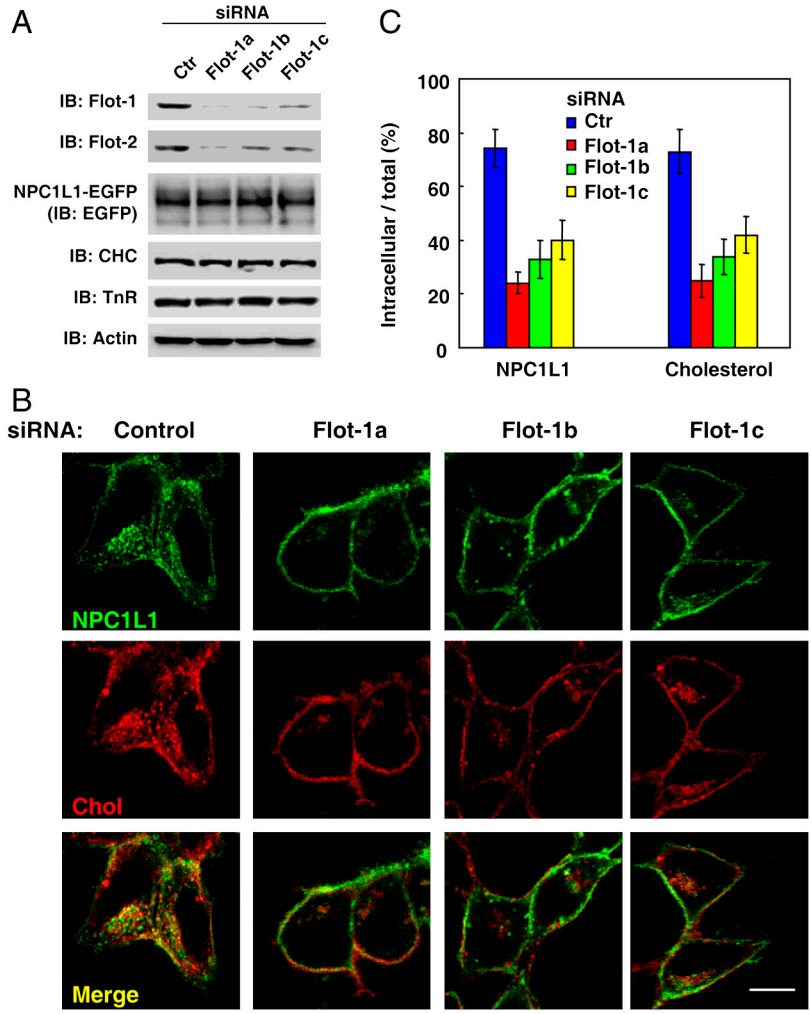 A
siRNA
Ctr
Flot-1a
Flot-1b
Flot-1c
IB: Flot-1
IB: Flot-2
NPC1L1-EGFP
(IB: EGFP)
IB: CHC
IB: TnR
IB: Actin
C
Intracellular / total (%)
100
80
60
40
20
0
siRNA
Ctr
Flot-1a
Flot-1b
Flot-1c
NPC1L1
Cholesterol
B
siRNA: Control Flot-1a Flot-1b Flot-1c
NPC1L1
Chol
Merge